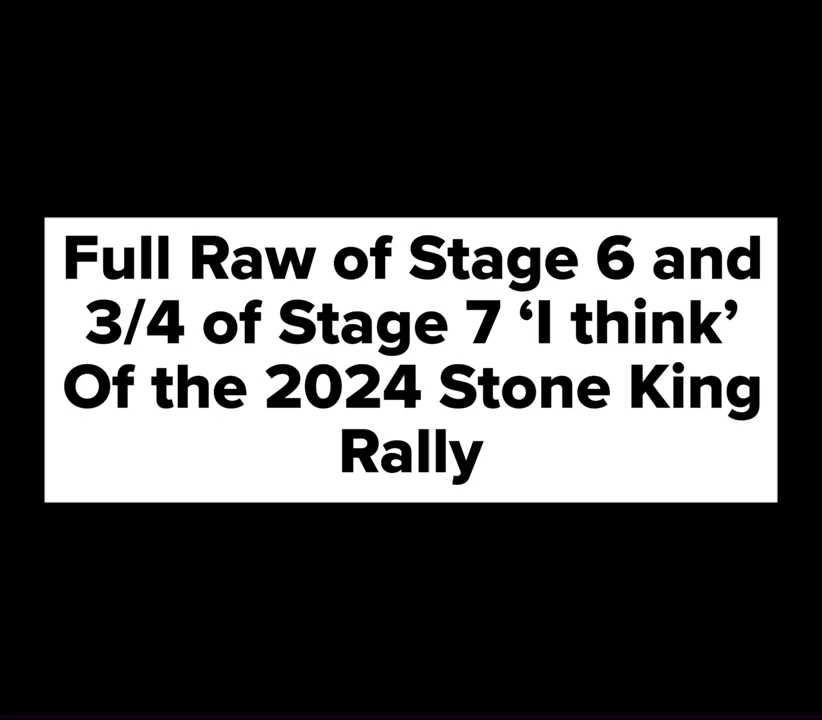 Full Raw of Stage 6 and
3/4 of Stage 7 ‘I think’
Of the 2024 Stone King
Rally